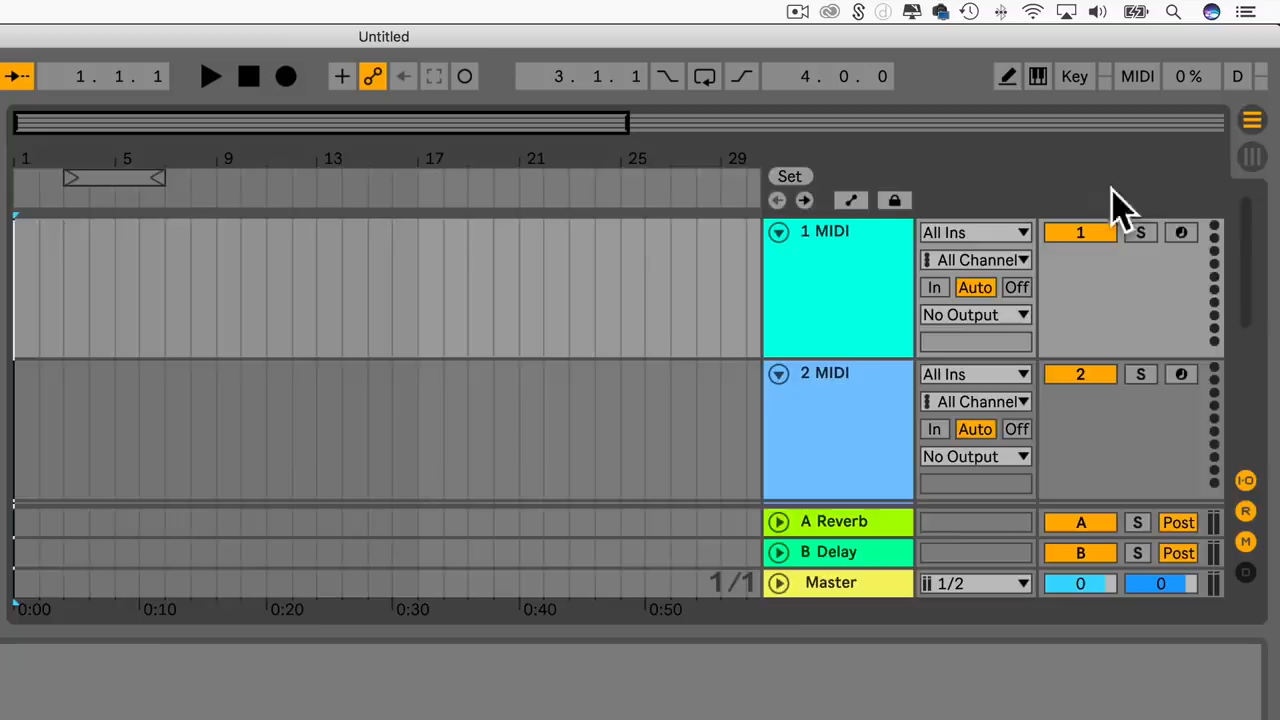 Untitled
1. 1. 1 3. 1. 1 4. 0. 0 Key MIDI 0 % D
1 5 9 13 17 21 25 29
Set
1 MIDI All Ins 1 S
All Channel
In Auto Off
No Output
2 MIDI All Ins 2 S
All Channel
In Auto Off
No Output
I·O
A Reverb A S Post
R
B Delay B S Post
M
1/1 Master 1/2 0 0
D
0:00 0:10 0:20 0:30 0:40 0:50